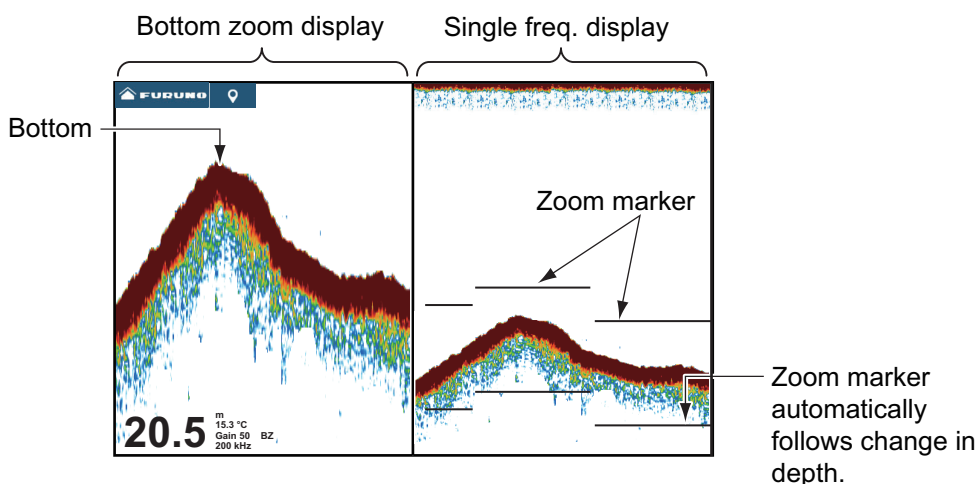 Bottom zoom display
Single freq. display
FURUNO
Bottom
Zoom marker
Zoom marker
automatically
follows change in
depth.
20.5
m
15.3 °C
Gain 50 BZ
200 kHz